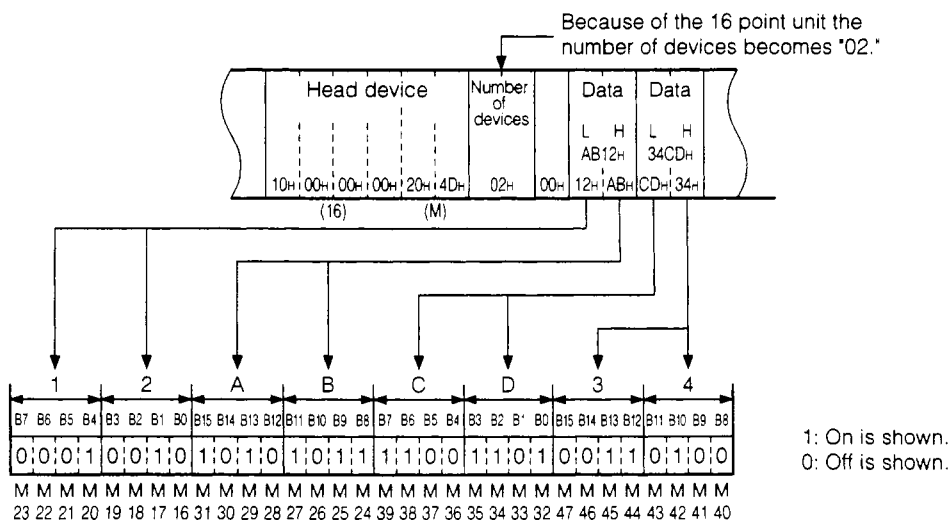 Because of the 16 point unit the
number of devices becomes "02."
Head device
Number
of
devices
Data Data
L H L H
AB12H 34CDH
10H 00H 00H 00H 20H 4DH 02H 00H 12H ABH CDH 34H
(16) (M)
1 2 A B C D 3 4
B7 B6 B5 B4 B3 B2 B1 B0 B15 B14 B13 B12 B11 B10 B9 B8 B7 B6 B5 B4 B3 B2 B1 B0 B15 B14 B13 B12 B11 B10 B9 B8
0 0 0 1 0 0 1 0 1 0 1 0 1 0 1 1 1 1 0 0 1 1 0 1 0 0 1 1 0 1 0 0
M M M M M M M M M M M M M M M M M M M M M M M M M M M M M M M M
23 22 21 20 19 18 17 16 31 30 29 28 27 26 25 24 39 38 37 36 35 34 33 32 47 46 45 44 43 42 41 40
1: On is shown.
0: Off is shown.